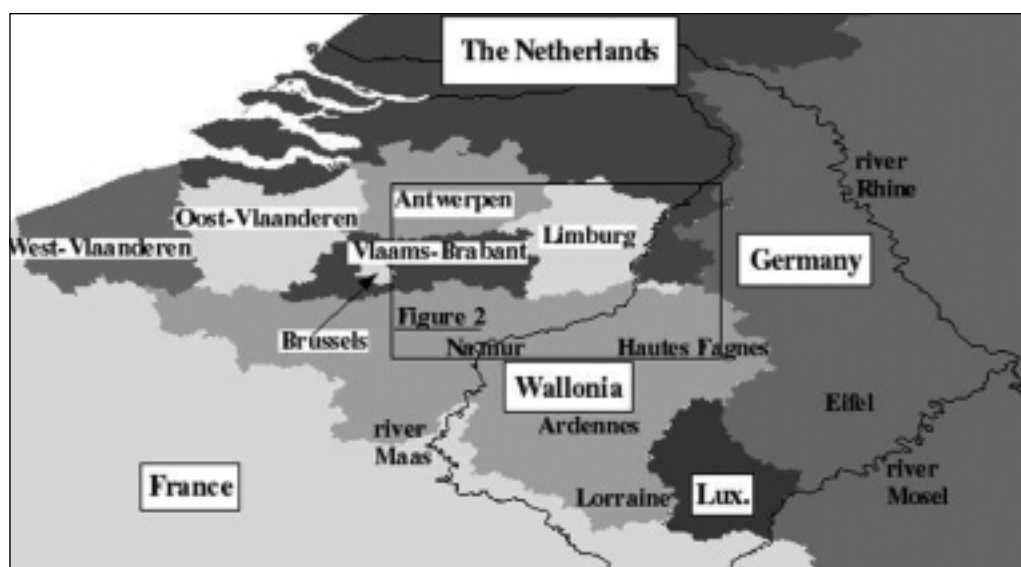 The Netherlands
river
Rhine
Antwerpen
Oost-Vlaanderen
Limburg
West-Vlaanderen
Vlaams-Brabant
Germany
Figure 2
Brussels
Namur
Hautes Fagnes
Wallonia
Eifel
Ardennes
river
Maas
river
Mosel
France
Lorraine
Lux.